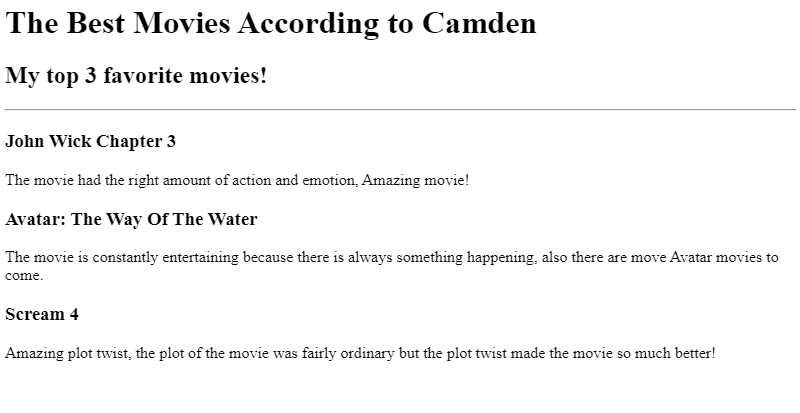 The Best Movies According to Camden
My top 3 favorite movies!
John Wick Chapter 3
The movie had the right amount of action and emotion, Amazing movie!
Avatar: The Way Of The Water
The movie is constantly entertaining because there is always something happening, also there are move Avatar movies to
come.
Scream 4
Amazing plot twist, the plot of the movie was fairly ordinary but the plot twist made the movie so much better!